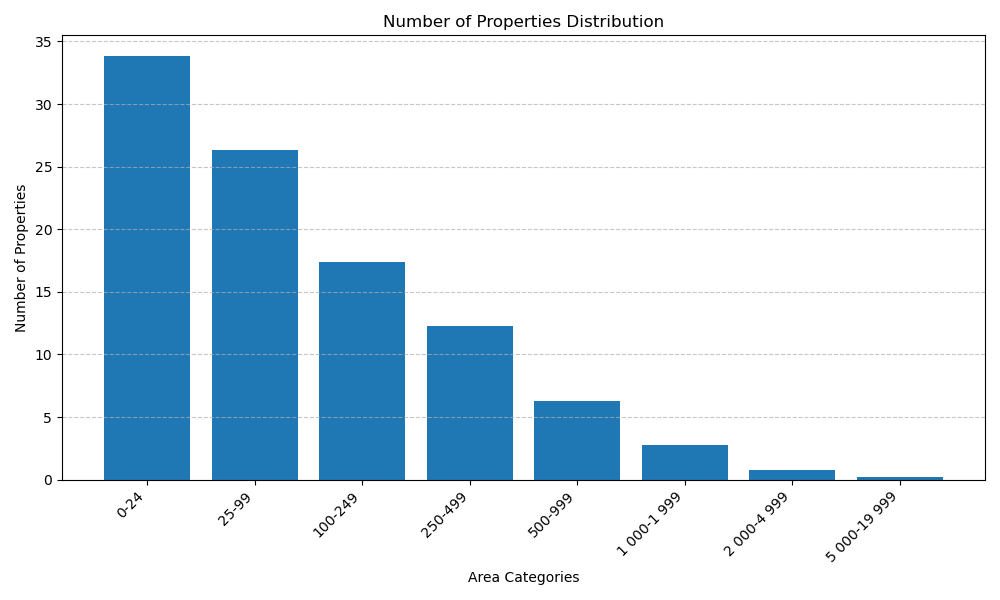 Number of Properties Distribution
Number of Properties
35
30
25
20
15
10
5
0
0-24
25-99
100-249
250-499
500-999
1 000-1 999
2 000-4 999
5 000-19 999
Area Categories